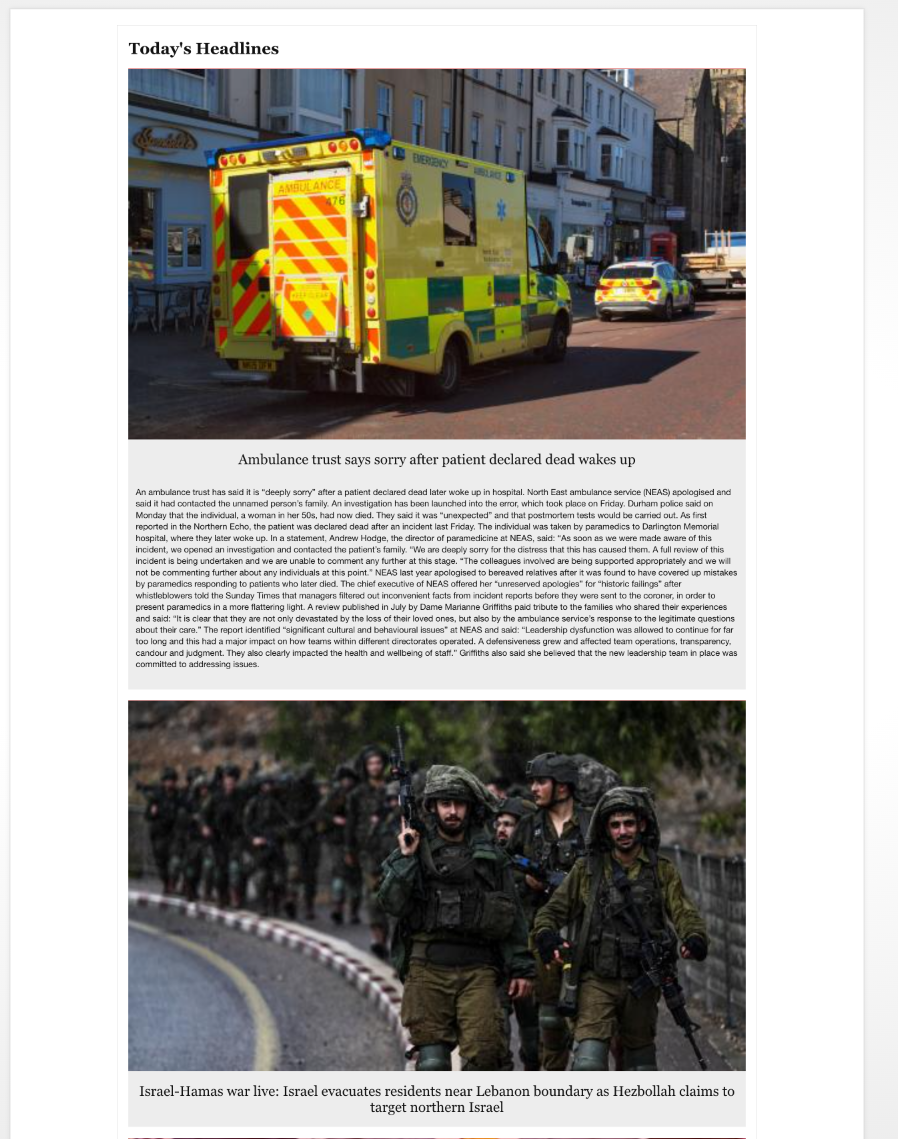 Today's Headlines
EMERGENCY
AMBULANCE
AMBULANCE
476
KEEP CLEAR
Ambulance trust says sorry after patient declared dead wakes up
An ambulance trust has said it is “deeply sorry” after a patient declared dead later woke up in hospital. North East ambulance service (NEAS) apologised and
said it had contacted the unnamed person’s family. An investigation has been launched into the error, which took place on Friday. Durham police said on
Monday that the individual, a woman in her 50s, had now died. They said it was “unexpected” and that postmortem tests would be carried out. As first
reported in the Northern Echo, the patient was declared dead after an incident last Friday. The individual was taken by paramedics to Darlington Memorial
hospital, where they later woke up. In a statement, Andrew Hodge, the director of paramedicine at NEAS, said: “As soon as we were made aware of this
incident, we opened an investigation and contacted the patient’s family. “We are deeply sorry for the distress that this has caused them. A full review of this
incident is being undertaken and we are unable to comment any further at this stage. “The colleagues involved are being supported appropriately and we will
not be commenting further about any individuals at this point.” NEAS last year apologised to bereaved relatives after it was found to have covered up mistakes
by paramedics responding to patients who later died. The chief executive of NEAS offered her “unreserved apologies” for “historic failings” after
whistleblowers told the Sunday Times that managers filtered out inconvenient facts from incident reports before they were sent to the coroner, in order to
present paramedics in a more flattering light. A review published in July by Dame Marianne Griffiths paid tribute to the families who shared their experiences
and said: “It is clear that they are not only devastated by the loss of their loved ones, but also by the ambulance service’s response to the legitimate questions
about their care.” The report identified “significant cultural and behavioural issues” at NEAS and said: “Leadership dysfunction was allowed to continue for far
too long and this had a major impact on how teams within different directorates operated. A defensiveness grew and affected team operations, transparency,
candour and judgment. They also clearly impacted the health and wellbeing of staff.” Griffiths also said she believed that the new leadership team in place was
committed to addressing issues.
Israel-Hamas war live: Israel evacuates residents near Lebanon boundary as Hezbollah claims to
target northern Israel